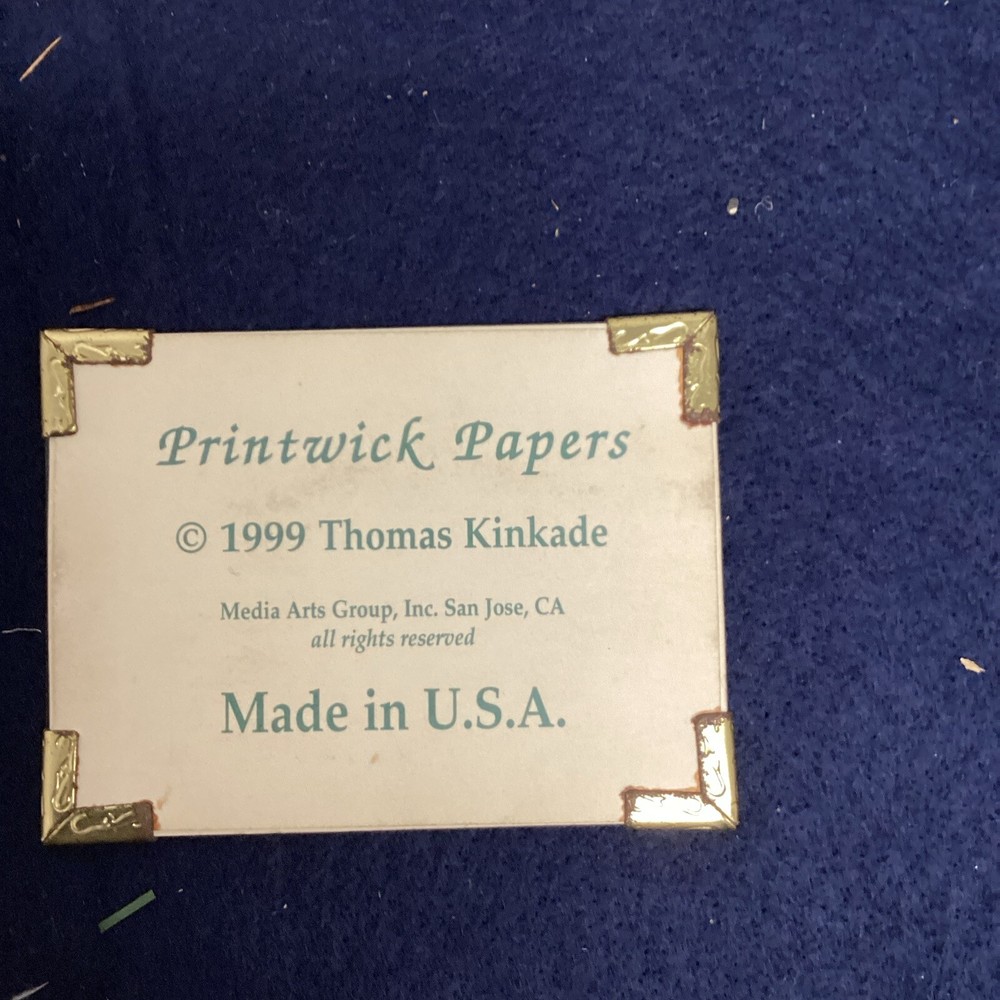 Printwick Papers
© 1999 Thomas Kinkade
Media Arts Group, Inc. San Jose, CA
all rights reserved
Made in U.S.A.